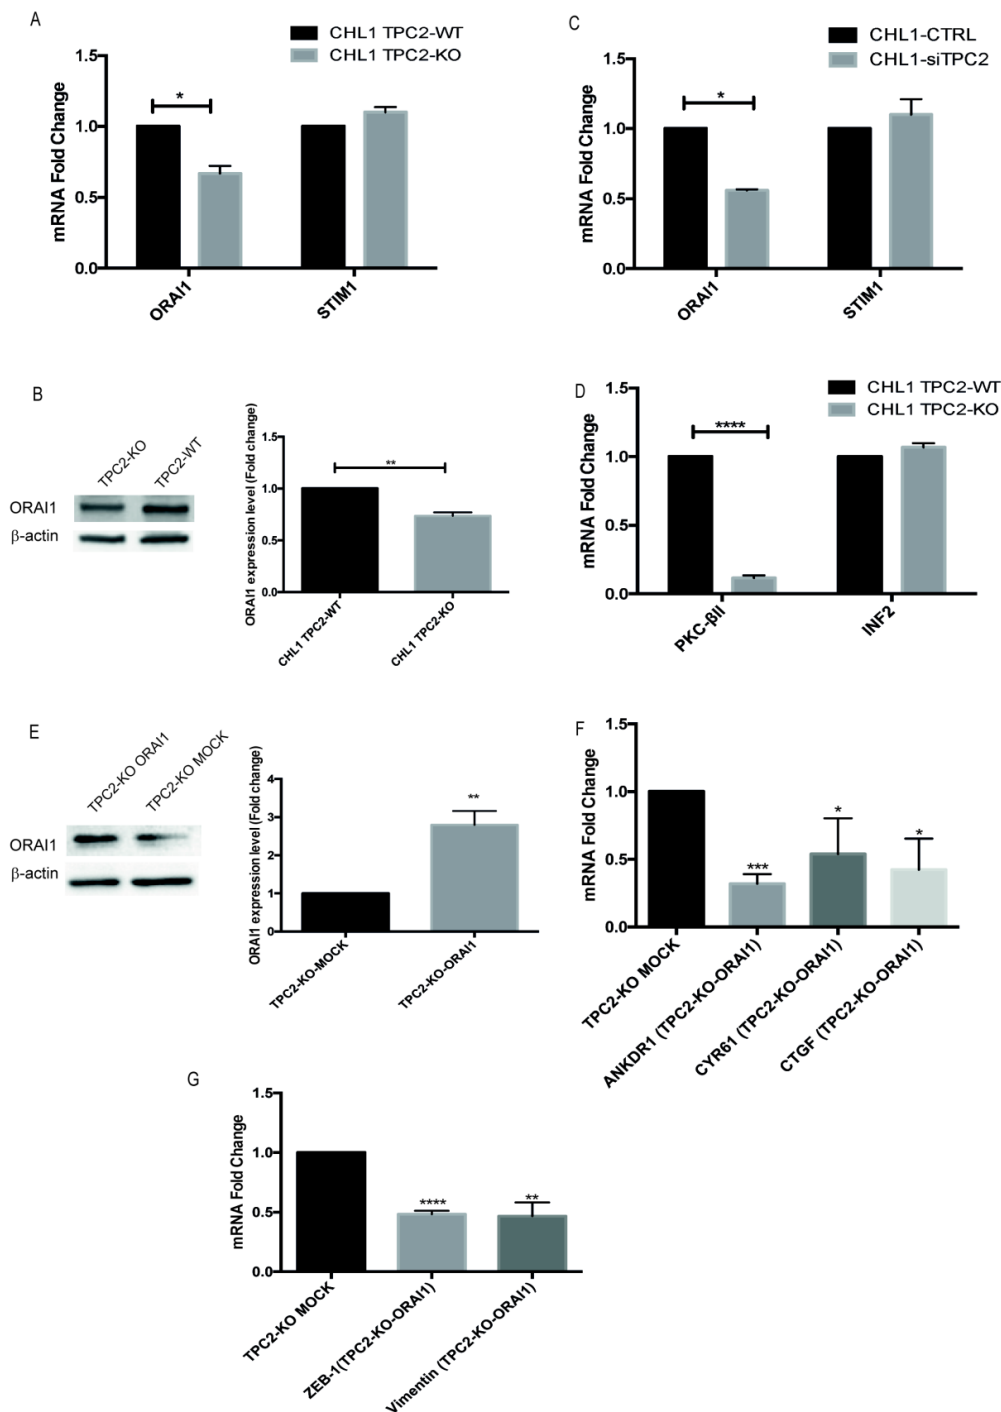 A
CHL1 TPC2-WT
CHL1 TPC2-KO
mRNA Fold Change
1.5
1.0
0.5
0.0
*
ORAI1
STIM1
C
CHL1-CTRL
CHL1-siTPC2
mRNA Fold Change
1.5
1.0
0.5
0.0
*
ORAI1
STIM1
B
TPC2-KO
TPC2-WT
ORAI1
β-actin
ORAI1 expression level (Fold change)
1.5
1.0
0.5
0.0
**
CHL1 TPC2-WT
CHL1 TPC2-KO
D
CHL1 TPC2-WT
CHL1 TPC2-KO
mRNA Fold Change
1.5
1.0
0.5
0.0
****
PKC-βII
INF2
E
TPC2-KO ORAI1
TPC2-KO MOCK
ORAI1
β-actin
ORAI1 expression level (Fold change)
4
3
2
1
0
**
TPC2-KO-MOCK
TPC2-KO-ORAI1
F
mRNA Fold Change
1.5
1.0
0.5
0.0
***
*
*
TPC2-KO MOCK
ANKDR1 (TPC2-KO-ORAI1)
CYR61 (TPC2-KO-ORAI1)
CTGF (TPC2-KO-ORAI1)
G
mRNA Fold Change
1.5
1.0
0.5
0.0
****
**
TPC2-KO MOCK
ZEB-1(TPC2-KO-ORAI1)
Vimentin (TPC2-KO-ORAI1)